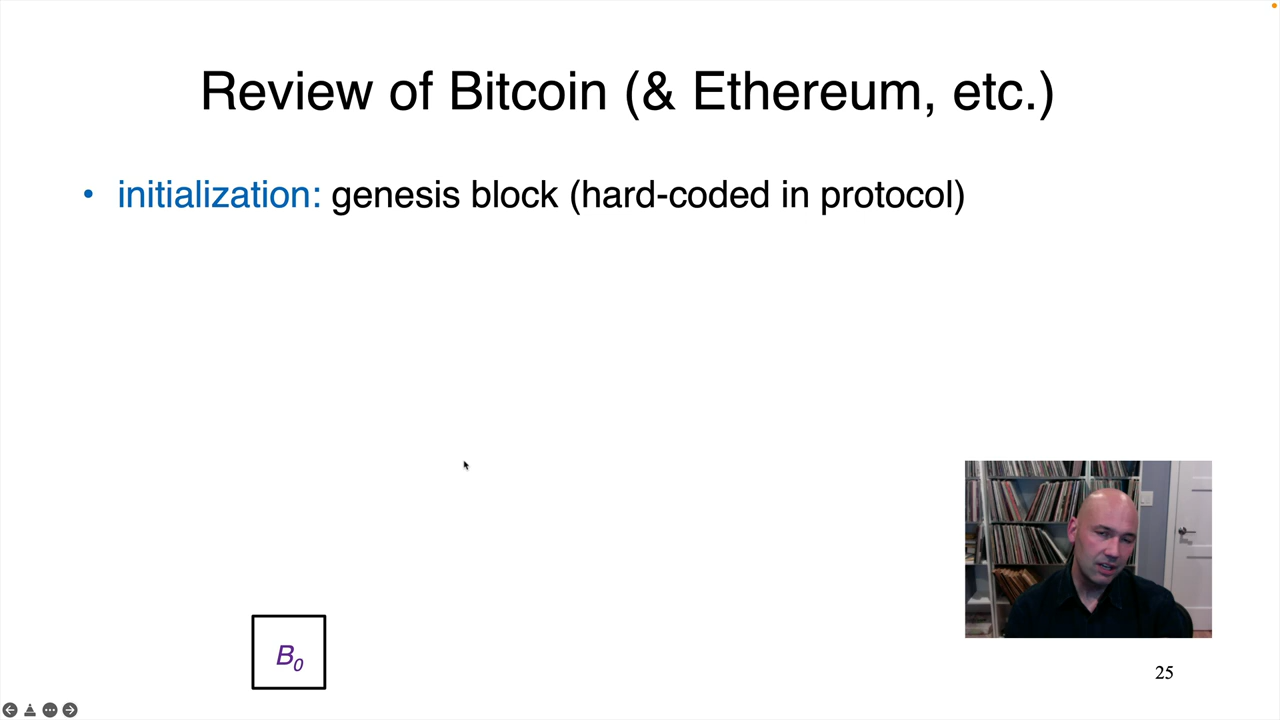 Review of Bitcoin (& Ethereum, etc.)
• initialization: genesis block (hard-coded in protocol)
B₀
25